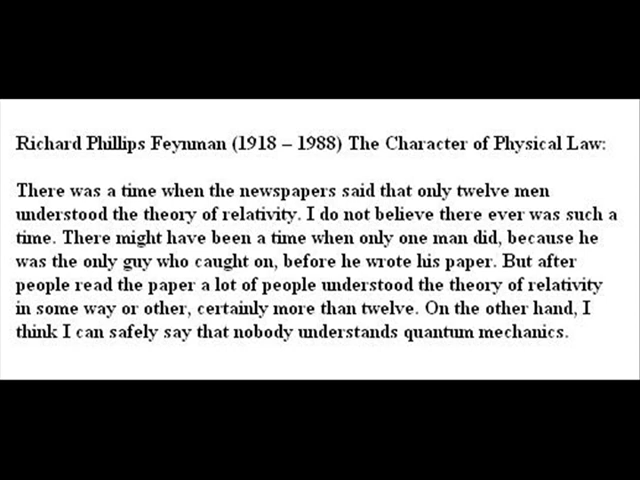 Richard Phillips Feynman (1918 – 1988) The Character of Physical Law:
There was a time when the newspapers said that only twelve men
understood the theory of relativity. I do not believe there ever was such a
time. There might have been a time when only one man did, because he
was the only guy who caught on, before he wrote his paper. But after
people read the paper a lot of people understood the theory of relativity
in some way or other, certainly more than twelve. On the other hand, I
think I can safely say that nobody understands quantum mechanics.